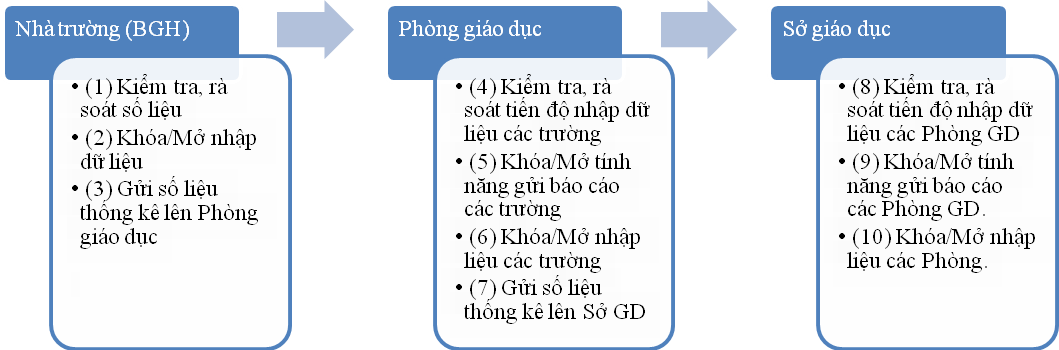 Nhà trường (BGH)
• (1) Kiểm tra, rà
soát số liệu
• (2) Khóa/Mở nhập
dữ liệu
• (3) Gửi số liệu
thống kê lên Phòng
giáo dục
Phòng giáo dục
• (4) Kiểm tra, rà
soát tiến độ nhập dữ
liệu các trường
• (5) Khóa/Mở tính
năng gửi báo cáo
các trường
• (6) Khóa/Mở nhập
liệu các trường
• (7) Gửi số liệu
thống kê lên Sở GD
Sở giáo dục
• (8) Kiểm tra, rà
soát tiến độ nhập dữ
liệu các Phòng GD
• (9) Khóa/Mở tính
năng gửi báo cáo
các Phòng GD.
• (10) Khóa/Mở nhập
liệu các Phòng.